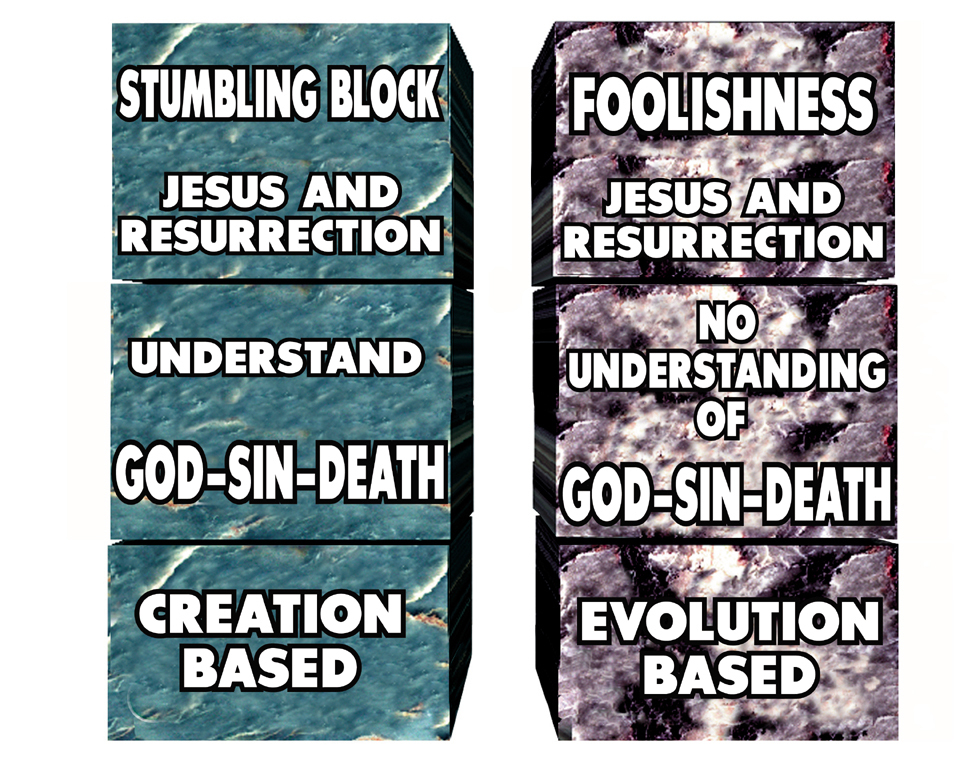 STUMBLING BLOCK
JESUS AND
RESURRECTION
UNDERSTAND
GOD-SIN-DEATH
CREATION
BASED
FOOLISHNESS
JESUS AND
RESURRECTION
NO
UNDERSTANDING
OF
GOD-SIN-DEATH
EVOLUTION
BASED